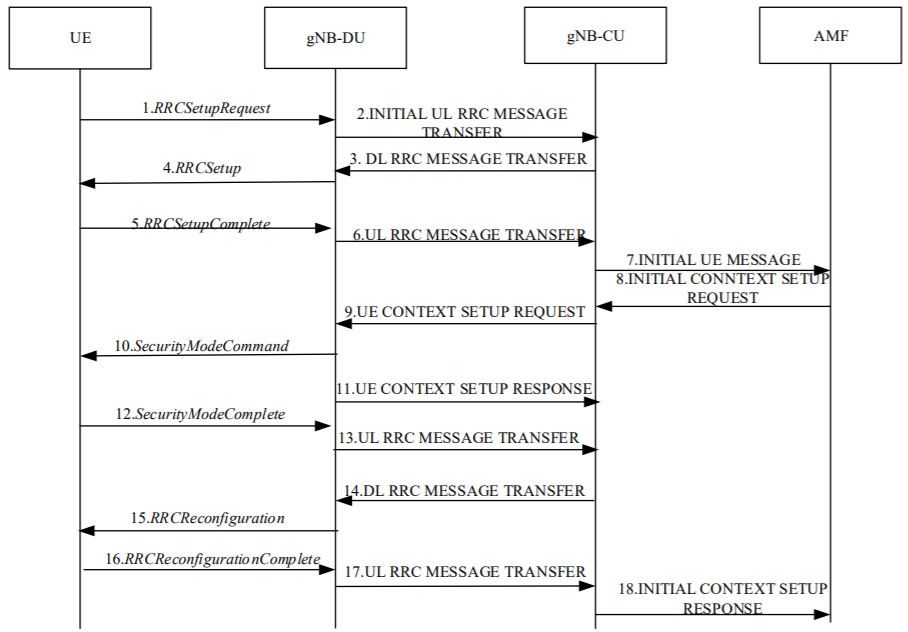 UE
gNB-DU
gNB-CU
AMF
1.RRCSetupRequest
2.INITIAL UL RRC MESSAGE
TRANSFER
3. DL RRC MESSAGE TRANSFER
4.RRCSetup
5.RRCSetupComplete
6.UL RRC MESSAGE TRANSFER
7.INITIAL UE MESSAGE
8.INITIAL CONNTEXT SETUP
REQUEST
9.UE CONTEXT SETUP REQUEST
10.SecurityModeCommand
11.UE CONTEXT SETUP RESPONSE
12.SecurityModeComplete
13.UL RRC MESSAGE TRANSFER
14.DL RRC MESSAGE TRANSFER
15.RRCReconfiguration
16.RRCReconfigurationComplete
17.UL RRC MESSAGE TRANSFER
18.INITIAL CONTEXT SETUP
RESPONSE